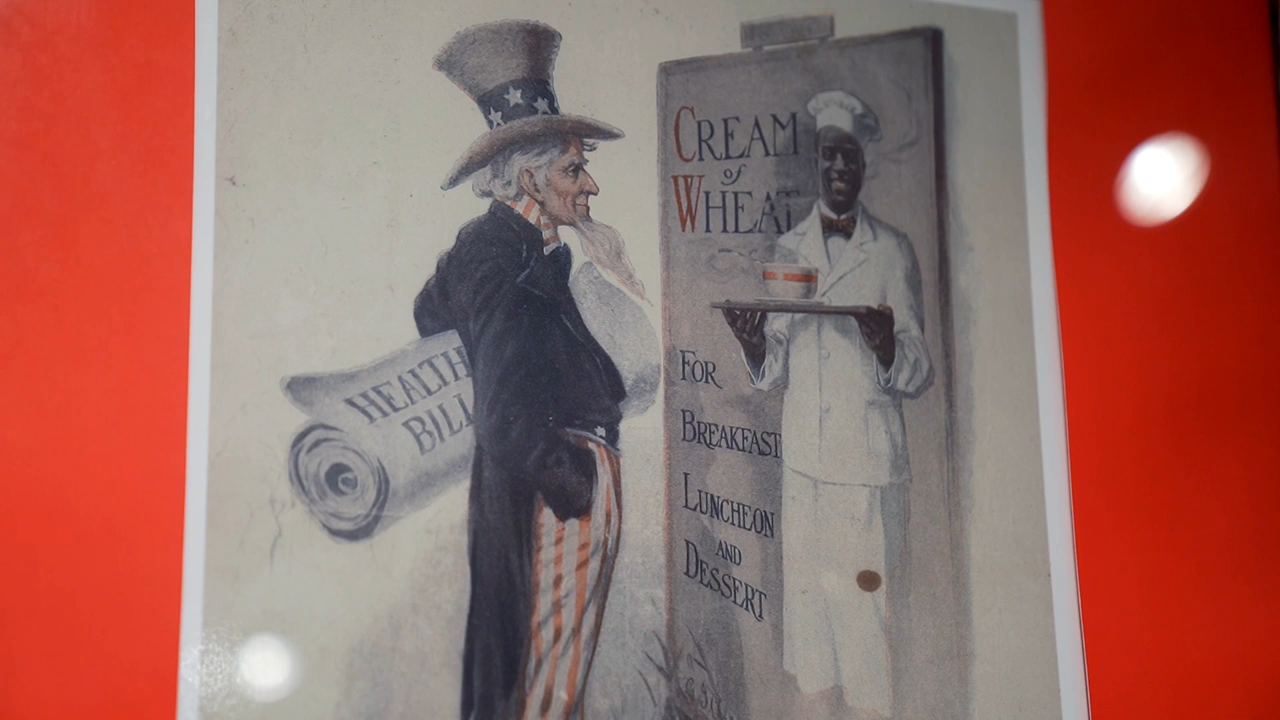 CREAM
of
WHEAT
HEALTH
BILL
FOR
BREAKFAST
LUNCHEON
AND
DESSERT